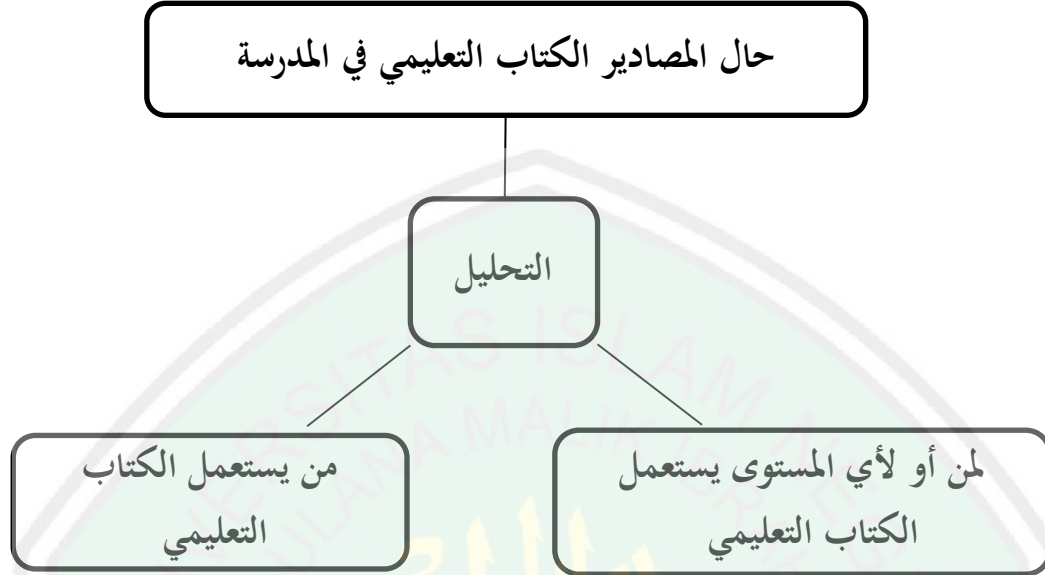 حال المصادير الكتاب التعليمي في المدرسة
التحليل
لمن أو لأي المستوى يستعمل
الكتاب التعليمي
من يستعمل الكتاب
التعليمي